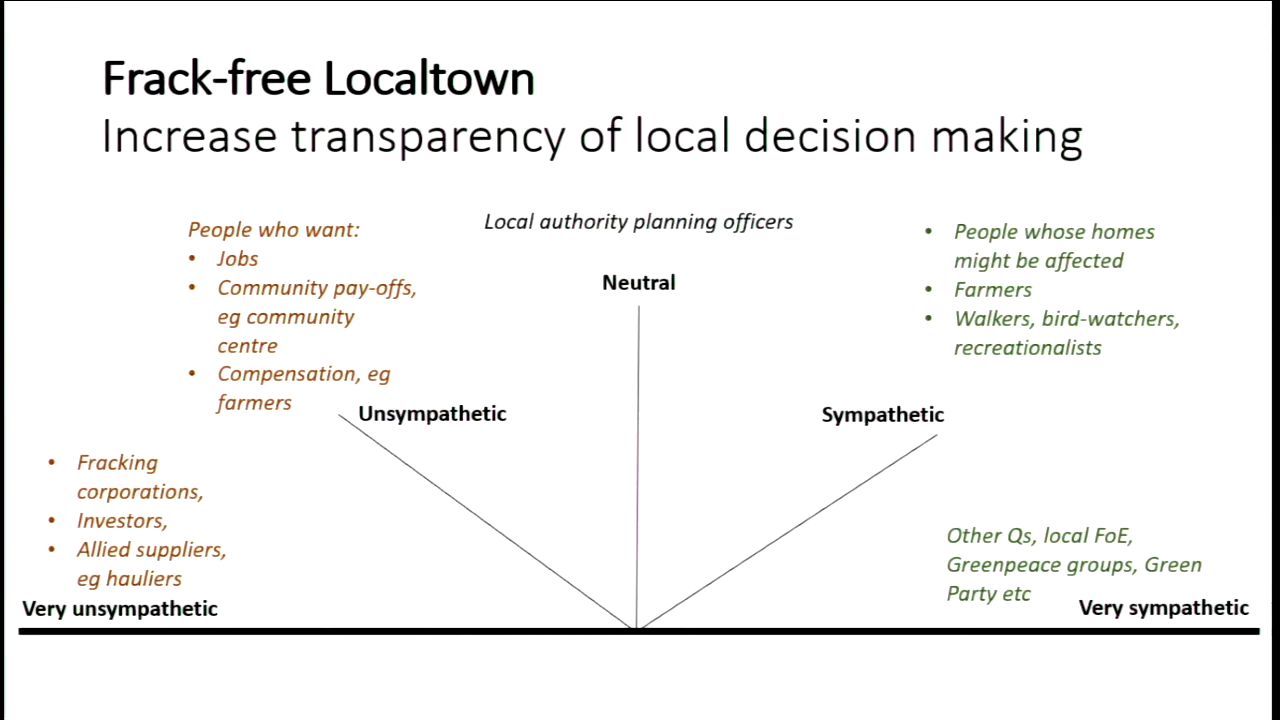 Frack-free Localtown
Increase transparency of local decision making
People who want:
• Jobs
• Community pay-offs,
eg community
centre
• Compensation, eg
farmers
Unsympathetic
Local authority planning officers
Neutral
• People whose homes
might be affected
• Farmers
• Walkers, bird-watchers,
recreationalists
Sympathetic
• Fracking
corporations,
• Investors,
• Allied suppliers,
eg hauliers
Very unsympathetic
Other Qs, local FoE,
Greenpeace groups, Green
Party etc
Very sympathetic